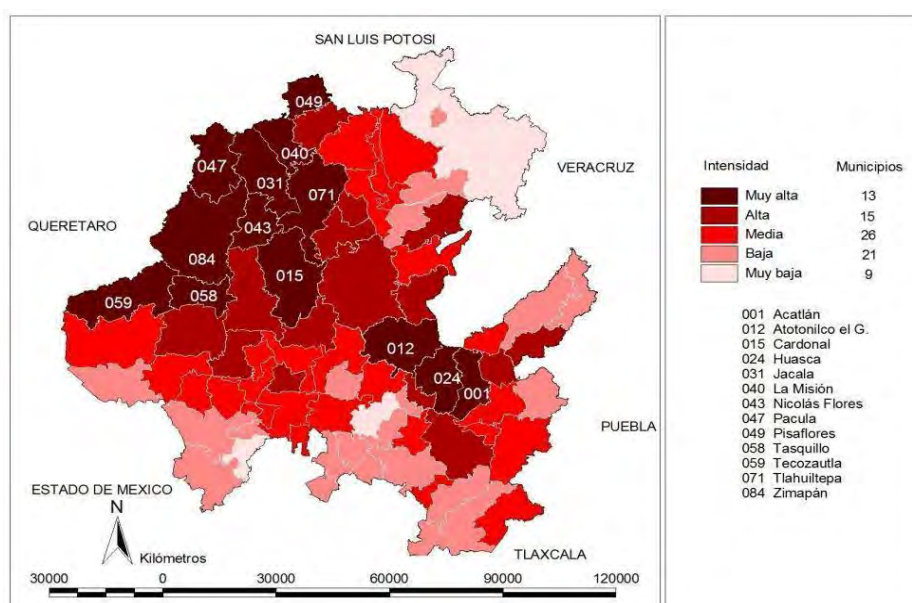 SAN LUIS POTOSI
049
040
047
031
VERACRUZ
071
QUERETARO
043
084
015
058
059
012
024
001
PUEBLA
ESTADO DE MEXICO
N
Kilómetros
TLAXCALA
30000 0 30000 60000 90000 120000
Intensidad Municipios
Muy alta 13
Alta 15
Media 26
Baja 21
Muy baja 9
001 Acatlán
012 Atotonilco el G.
015 Cardonal
024 Huasca
031 Jacala
040 La Misión
043 Nicolás Flores
047 Pacula
049 Pisaflores
058 Tasquillo
059 Tecozautla
071 Tlahuiltepa
084 Zimapán